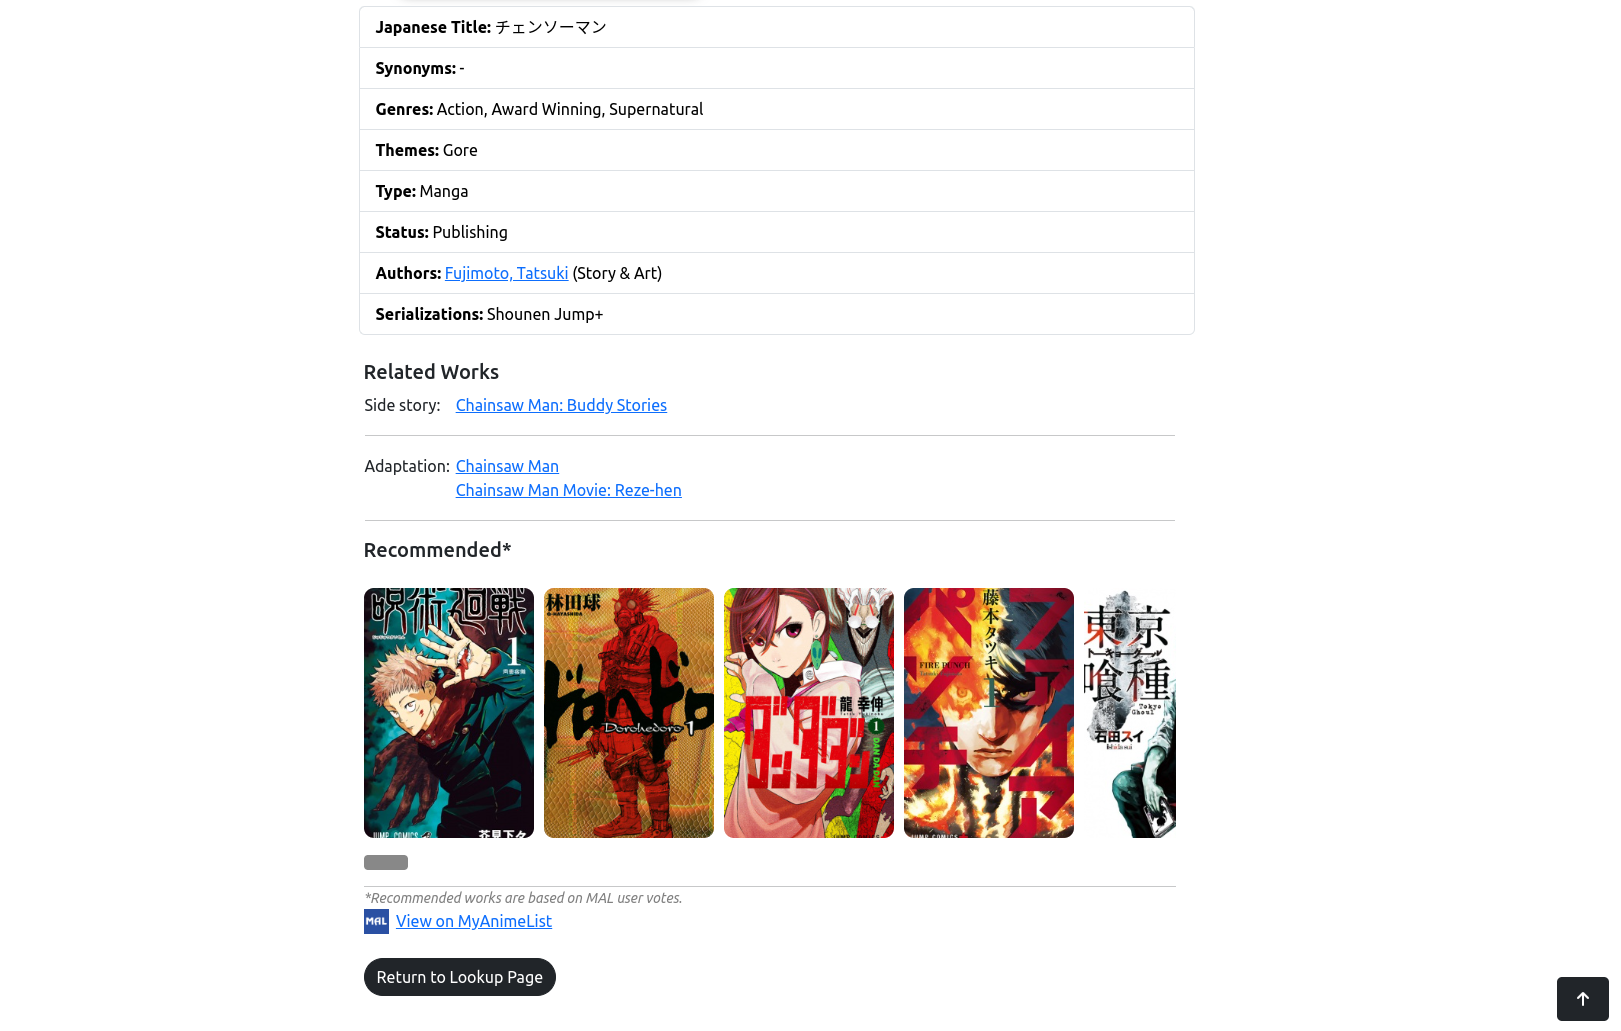 Japanese Title: チェンソーマン
Synonyms: -
Genres: Action, Award Winning, Supernatural
Themes: Gore
Type: Manga
Status: Publishing
Authors: Fujimoto, Tatsuki (Story & Art)
Serializations: Shounen Jump+
Related Works
Side story: Chainsaw Man: Buddy Stories
Adaptation: Chainsaw Man
Chainsaw Man Movie: Reze-hen
Recommended*
呪術廻戦
1
JUMP COMICS
芥見下々
林田球
Q-HAYASHIDA
ドロヘドロ
Dorohedoro 1
ダンダダン
龍 幸伸
1
DAN DA DAN
藤本タツキ
ファイアパンチ
FIRE PUNCH
1
JUMP COMICS
東京喰種
トーキョーグール
Tokyo Ghoul
石田スイ
Ishida sui
*Recommended works are based on MAL user votes.
MAL View on MyAnimeList
Return to Lookup Page